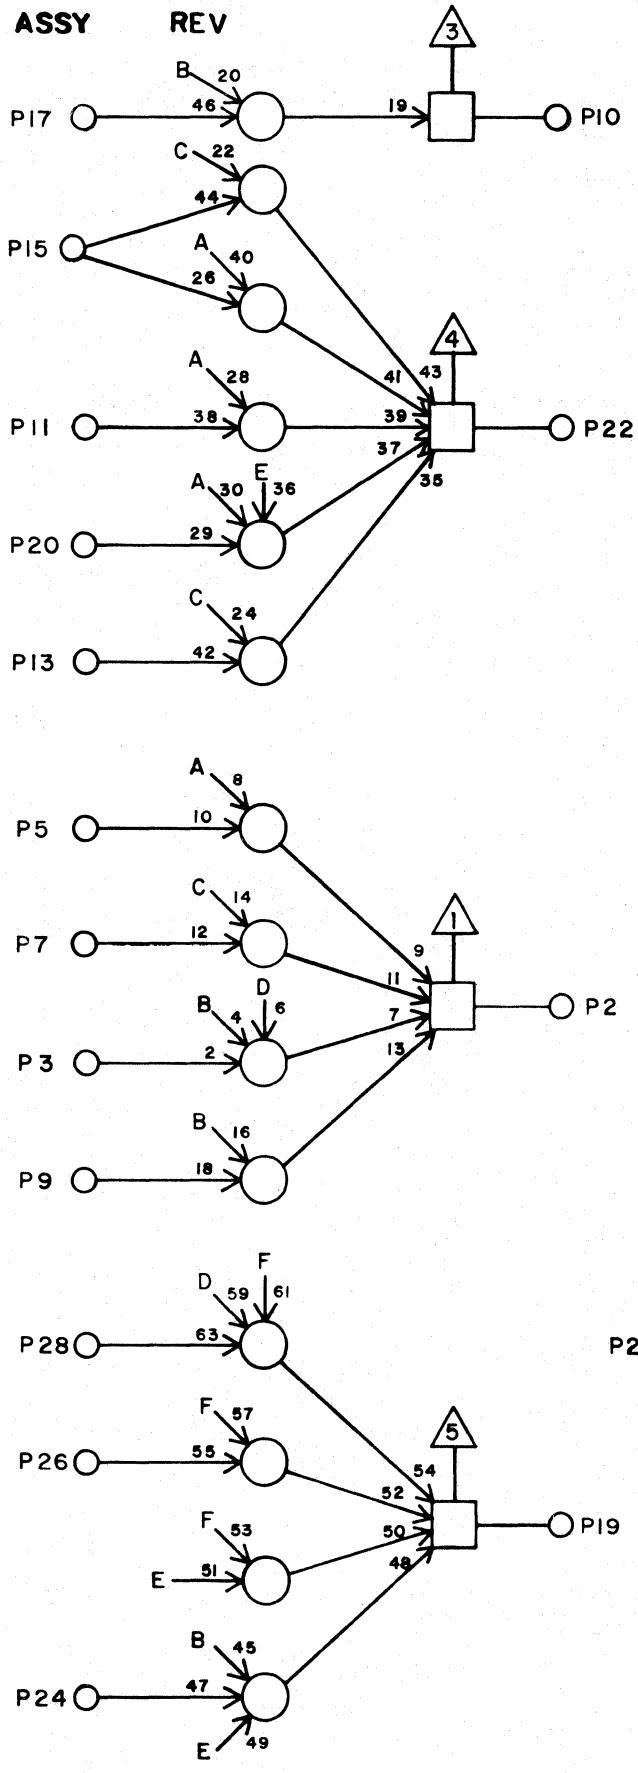 ASSY REV
3
B 20
P17 46 19 P10
C 22
44
P15
A 40
26
4
43
A 28 41
P11 38 39 P22
37
E
A 30 36 35
P20 29
C 24
P13 42
A 8
P5 10
C 14 1
P7 12 9
11
D
B 4 6 7 P2
P3 2 13
B 16
P9 18
F
D 59 61
P28 63 P2
F 57 5
P26 55 54
52
F 53 50 P19
E 51 48
B 45
P24 47
E 49